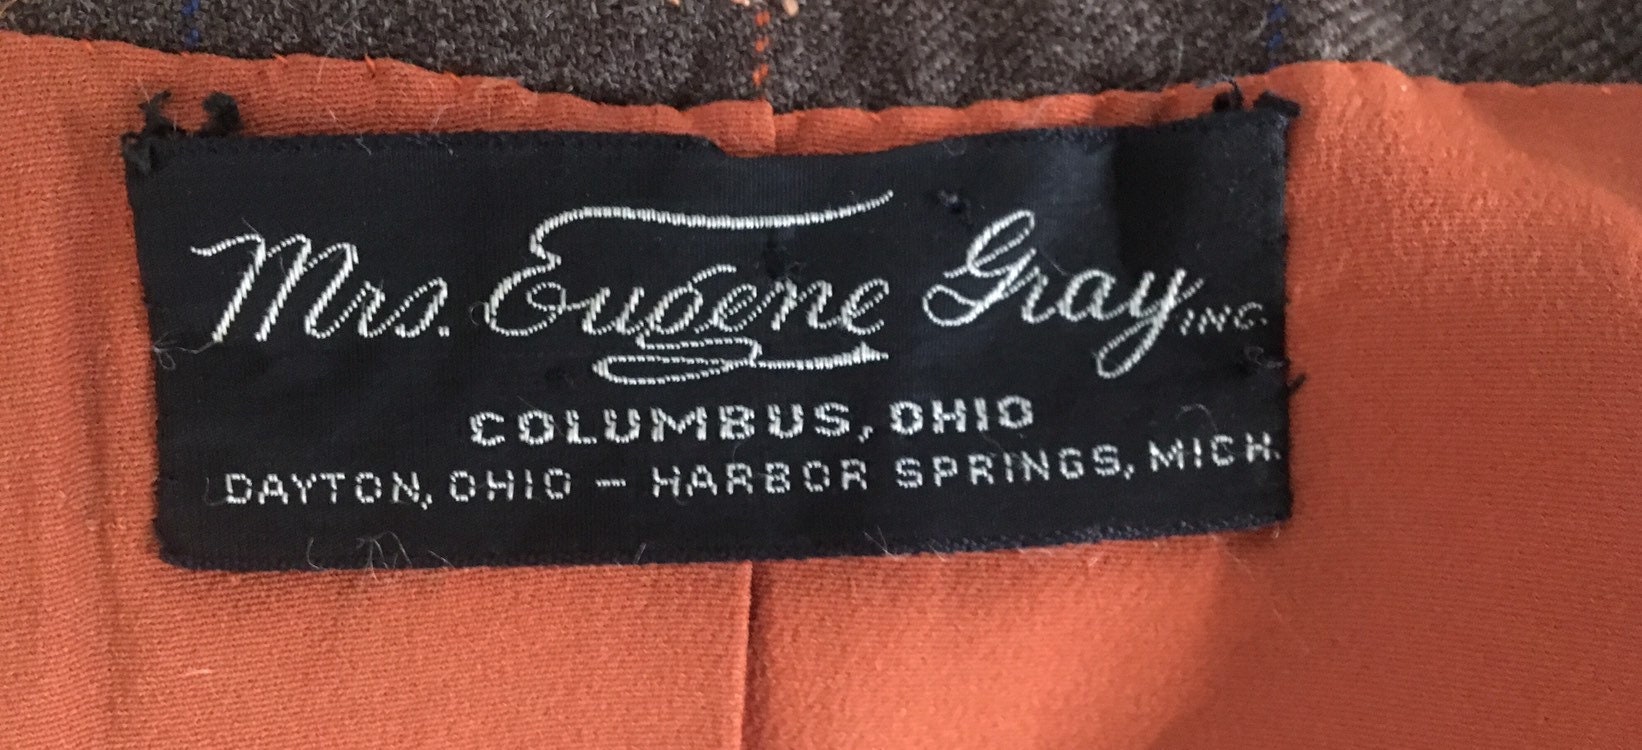 Mrs. Eugene Gray INC.
COLUMBUS, OHIO
DAYTON, OHIO — HARBOR SPRINGS, MICH.